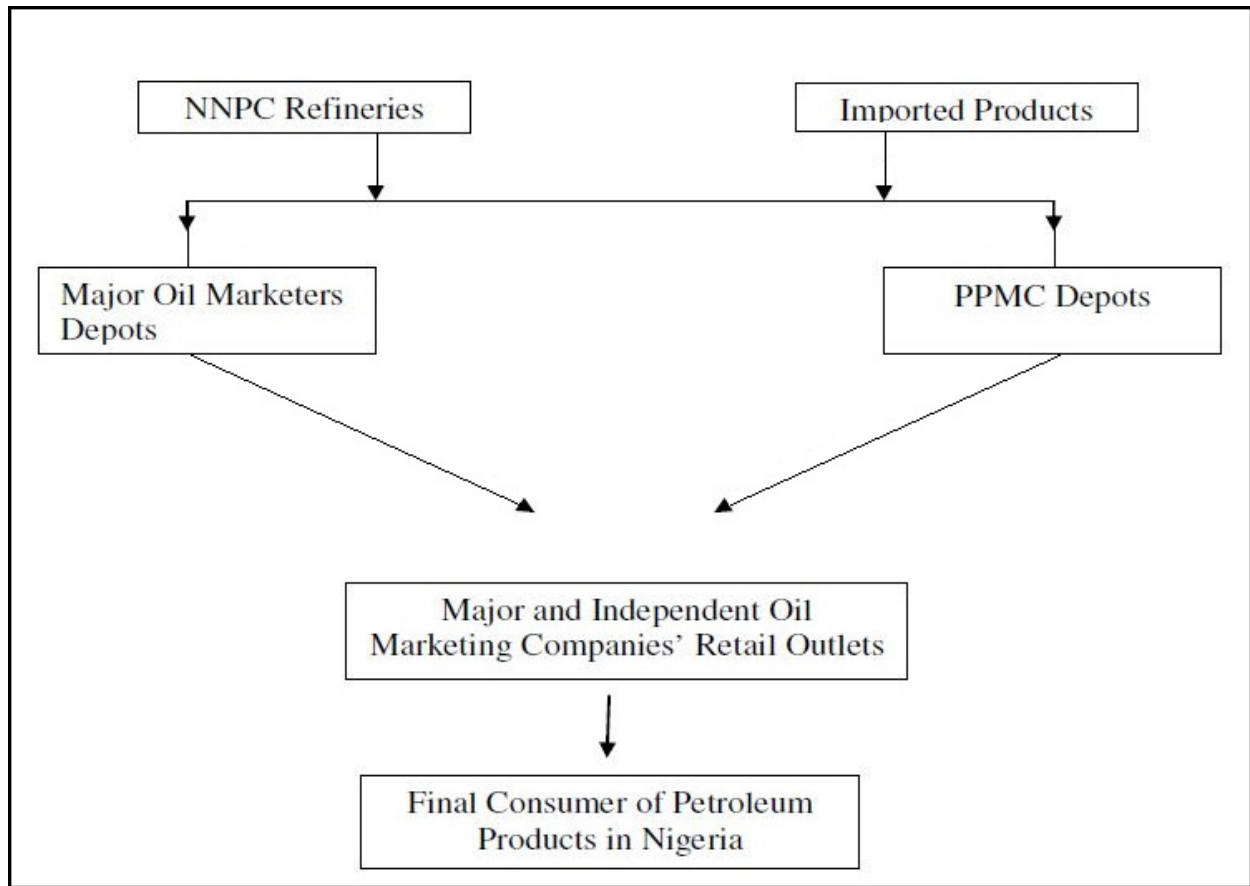 NNPC Refineries
Imported Products
Major Oil Marketers
Depots
PPMC Depots
Major and Independent Oil
Marketing Companies’ Retail Outlets
Final Consumer of Petroleum
Products in Nigeria